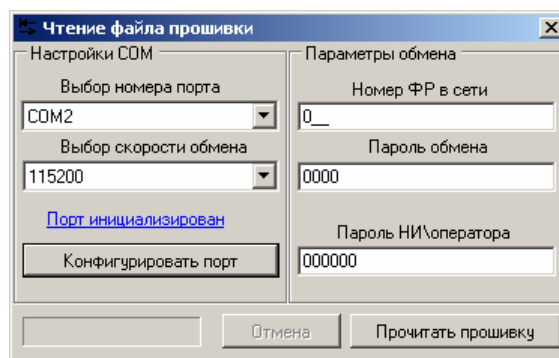 Чтение файла прошивки
Настройки COM
Выбор номера порта
COM2
Выбор скорости обмена
115200
Порт инициализирован
Конфигурировать порт
Параметры обмена
Номер ФР в сети
0__
Пароль обмена
0000
Пароль НИ\оператора
000000
Отмена
Прочитать прошивку